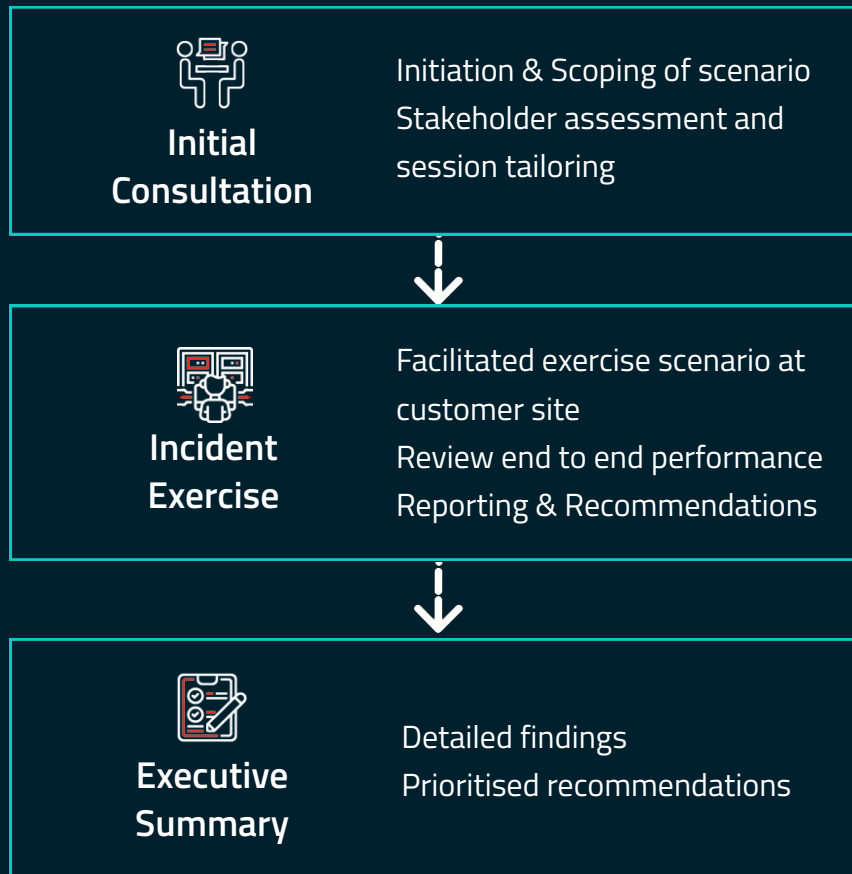 Initial
Consultation
Initiation & Scoping of scenario
Stakeholder assessment and
session tailoring
Incident
Exercise
Facilitated exercise scenario at
customer site
Review end to end performance
Reporting & Recommendations
Executive
Summary
Detailed findings
Prioritised recommendations